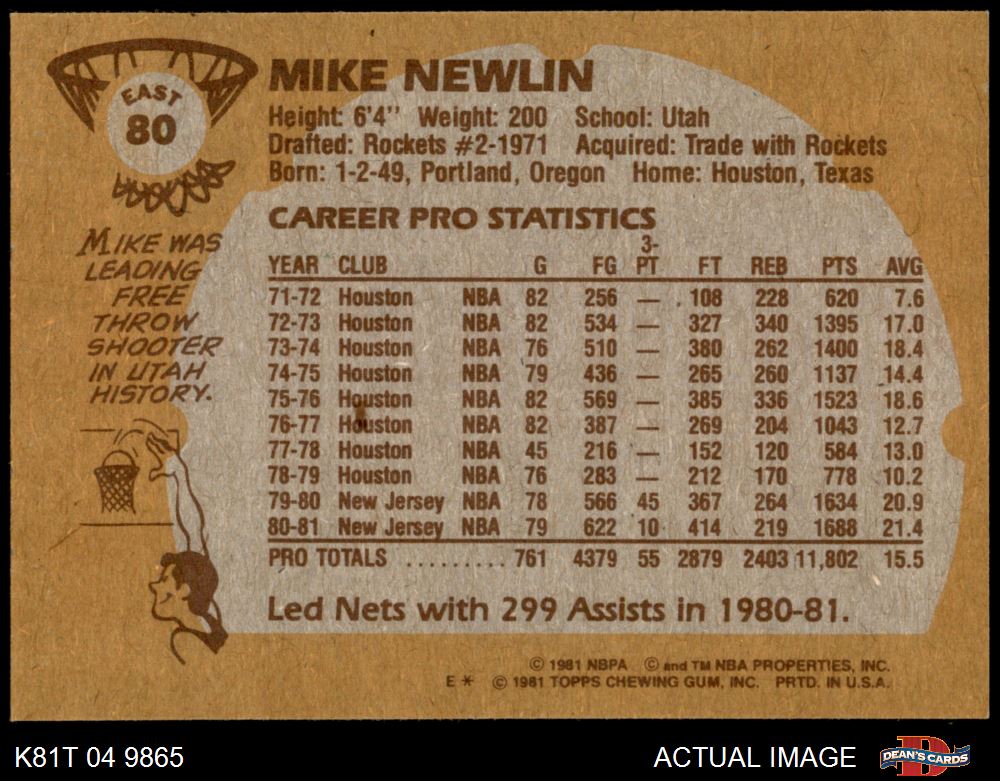 EAST
80
MIKE NEWLIN
Height: 6'4'' Weight: 200 School: Utah
Drafted: Rockets #2-1971 Acquired: Trade with Rockets
Born: 1-2-49, Portland, Oregon Home: Houston, Texas
MIKE WAS
LEADING
FREE
THROW
SHOOTER
IN UTAH
HISTORY.
CAREER PRO STATISTICS
YEAR CLUB G FG 3-PT FT REB PTS AVG
71-72 Houston NBA 82 256 — 108 228 620 7.6
72-73 Houston NBA 82 534 — 327 340 1395 17.0
73-74 Houston NBA 76 510 — 380 262 1400 18.4
74-75 Houston NBA 79 436 — 265 260 1137 14.4
75-76 Houston NBA 82 569 — 385 336 1523 18.6
76-77 Houston NBA 82 387 — 269 204 1043 12.7
77-78 Houston NBA 45 216 — 152 120 584 13.0
78-79 Houston NBA 76 283 — 212 170 778 10.2
79-80 New Jersey NBA 78 566 45 367 264 1634 20.9
80-81 New Jersey NBA 79 622 10 414 219 1688 21.4
PRO TOTALS ......... 761 4379 55 2879 2403 11,802 15.5
Led Nets with 299 Assists in 1980-81.
© 1981 NBPA © and TM NBA PROPERTIES, INC.
E * © 1981 TOPPS CHEWING GUM, INC. PRTD. IN U.S.A.
K81T 04 9865 ACTUAL IMAGE
DEAN'S CARDS